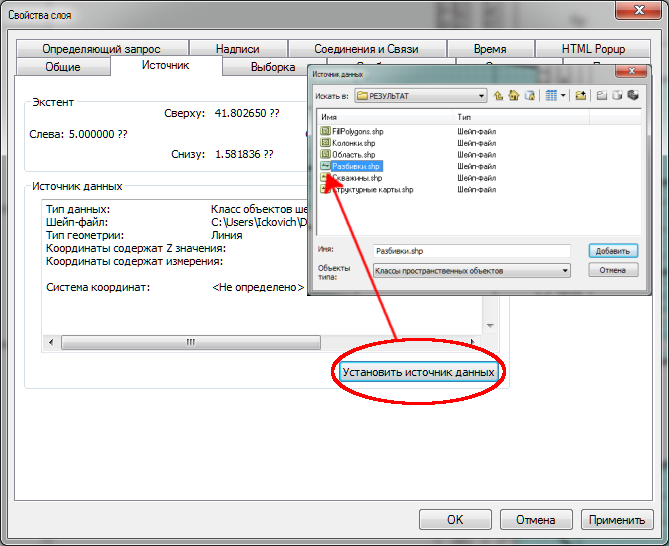 Свойства слоя
Определяющий запрос Надписи Соединения и Связи Время HTML Popup
Общие Источник Выборка
Экстент
Сверху: 41.802650 ??
Слева: 5.000000 ??
Снизу: 1.581836 ??
Источник данных
Тип данных: Класс объектов ше
Шейп-файл: C:\Users\Ickovich\D
Тип геометрии: Линия
Координаты содержат Z значения:
Координаты содержат измерения:
Система координат: <Не определено>
Установить источник данных
OK Отмена Применить
Источник данных
Искать в: РЕЗУЛЬТАТ
Имя Тип
FillPolygons.shp Шейп-файл
Колонки.shp Шейп-файл
Область.shp Шейп-файл
Разбивки.shp Шейп-файл
Скважины.shp Шейп-файл
Структурные карты.shp Шейп-файл
Имя: Разбивки.shp Добавить
Объекты типа: Классы пространственных объектов Отмена